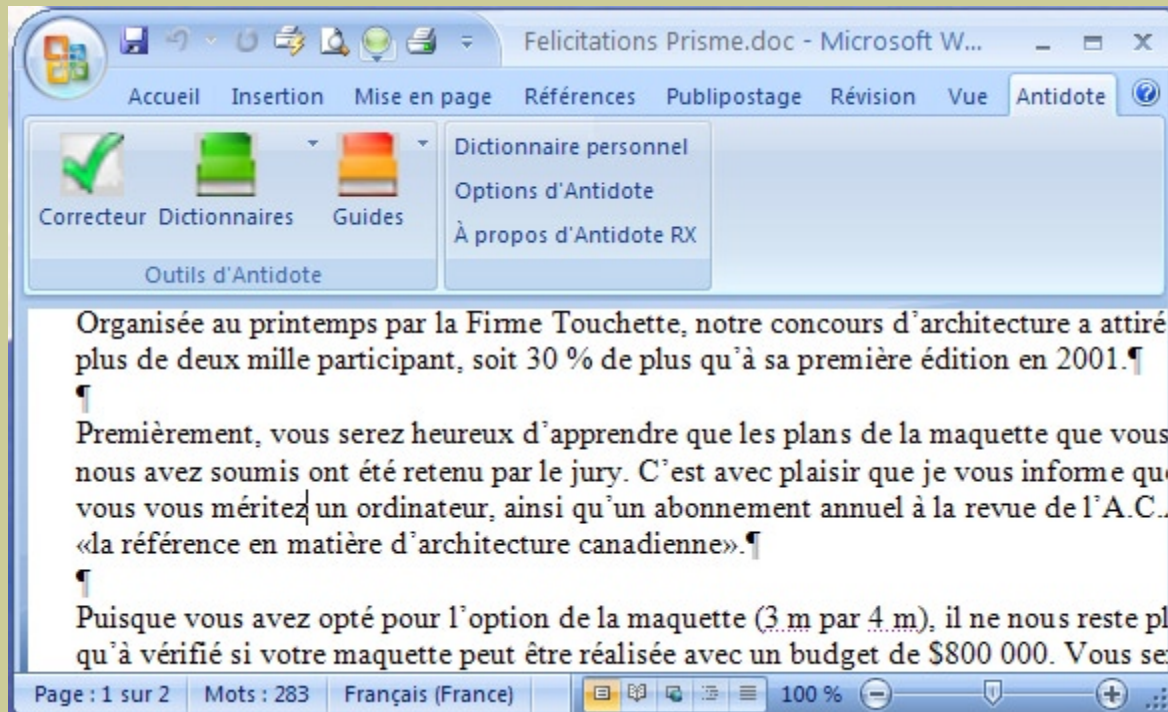 Felicitations Prisme.doc - Microsoft W...
Accueil Insertion Mise en page Références Publipostage Révision Vue Antidote
Correcteur Dictionnaires Guides
Dictionnaire personnel
Options d'Antidote
À propos d'Antidote RX
Outils d'Antidote
Organisée au printemps par la Firme Touchette, notre concours d’architecture a attiré
plus de deux mille participant, soit 30 % de plus qu’à sa première édition en 2001.¶
¶
Premièrement, vous serez heureux d’apprendre que les plans de la maquette que vous
nous avez soumis ont été retenu par le jury. C’est avec plaisir que je vous informe que
vous vous méritez un ordinateur, ainsi qu’un abonnement annuel à la revue de l’A.C.
«la référence en matière d’architecture canadienne».¶
¶
Puisque vous avez opté pour l’option de la maquette (3 m par 4 m), il ne nous reste pl
qu’à vérifié si votre maquette peut être réalisée avec un budget de $800 000. Vous se
Page : 1 sur 2 Mots : 283 Français (France) 100 %